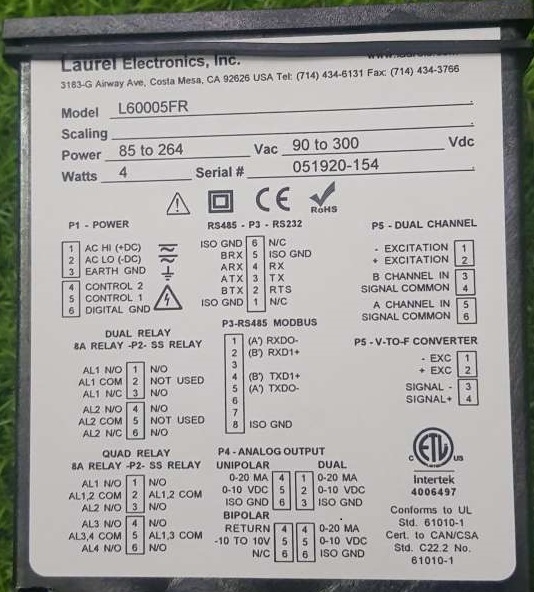 Laurel Electronics, Inc.
3183-G Airway Ave, Costa Mesa, CA 92626 USA Tel: (714) 434-6131 Fax: (714) 434-3766
Model L60005FR
Scaling
Power 85 to 264 Vac 90 to 300 Vdc
Watts 4 Serial # 051920-154
CE RoHS
P1 - POWER
1 AC HI (+DC)
2 AC LO (-DC)
3 EARTH GND
4 CONTROL 2
5 CONTROL 1
6 DIGITAL GND
RS485 - P3 - RS232
ISO GND 6 N/C
BRX 5 ISO GND
ARX 4 RX
ATX 3 TX
BTX 2 RTS
ISO GND 1 N/C
P5 - DUAL CHANNEL
- EXCITATION 1
+ EXCITATION 2
B CHANNEL IN 3
SIGNAL COMMON 4
A CHANNEL IN 5
SIGNAL COMMON 6
DUAL RELAY
8A RELAY -P2- SS RELAY
AL1 N/O 1 N/O
AL1 COM 2 NOT USED
AL1 N/C 3 N/O
AL2 N/O 4 N/O
AL2 COM 5 NOT USED
AL2 N/C 6 N/O
P3-RS485 MODBUS
1 (A') RXD0-
2 (B') RXD1+
3
4 (B') TXD1+
5 (A') TXD0-
6
7
8 ISO GND
P5 - V-TO-F CONVERTER
- EXC 1
+ EXC 2
SIGNAL - 3
SIGNAL+ 4
QUAD RELAY
8A RELAY -P2- SS RELAY
AL1 N/O 1 N/O
AL1,2 COM 2 AL1,2 COM
AL2 N/O 3 N/O
AL3 N/O 4 N/O
AL3,4 COM 5 AL1,3 COM
AL4 N/O 6 N/O
P4 - ANALOG OUTPUT
UNIPOLAR DUAL
0-20 MA 4 1 0-20 MA
0-10 VDC 5 2 0-10 VDC
ISO GND 6 3 ISO GND
BIPOLAR
RETURN 4 4 0-20 MA
-10 TO 10V 5 5 0-10 VDC
N/C 6 6 ISO GND
C ETL US
Intertek
4006497
Conforms to UL
Std. 61010-1
Cert. to CAN/CSA
Std. C22.2 No.
61010-1